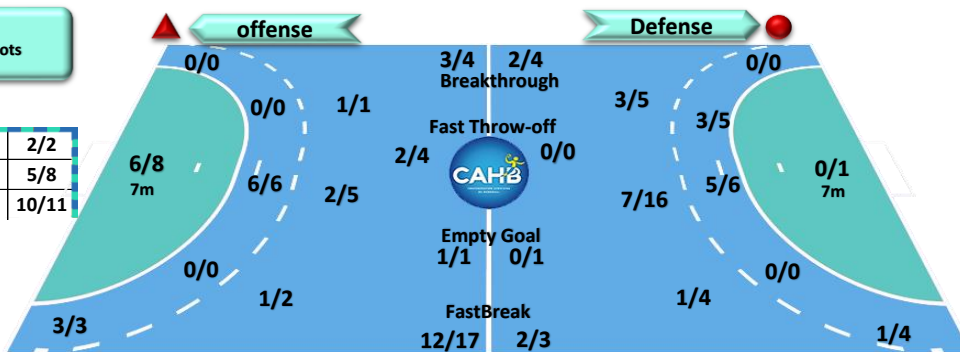 offense
Defense
ots
0/0
3/4
2/4
0/0
Breakthrough
0/0
1/1
3/5
3/5
Fast Throw-off
2/4
0/0
2/2
5/8
10/11
6/8
7m
CAHB
0/1
7m
6/6
2/5
7/16
5/6
Empty Goal
1/1
0/1
0/0
0/0
1/2
1/4
FastBreak
3/3
12/17
2/3
1/4